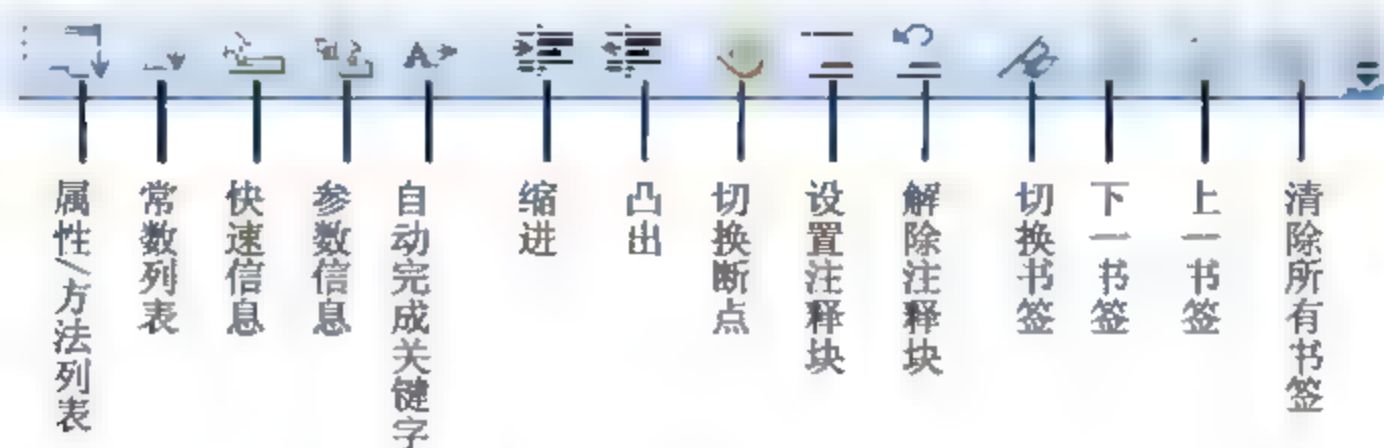 属性/方法列表
常数列表
快速信息
参数信息
自动完成关键字
缩进
凸出
切换断点
设置注释块
解除注释块
切换书签
下一书签
上一书签
清除所有书签